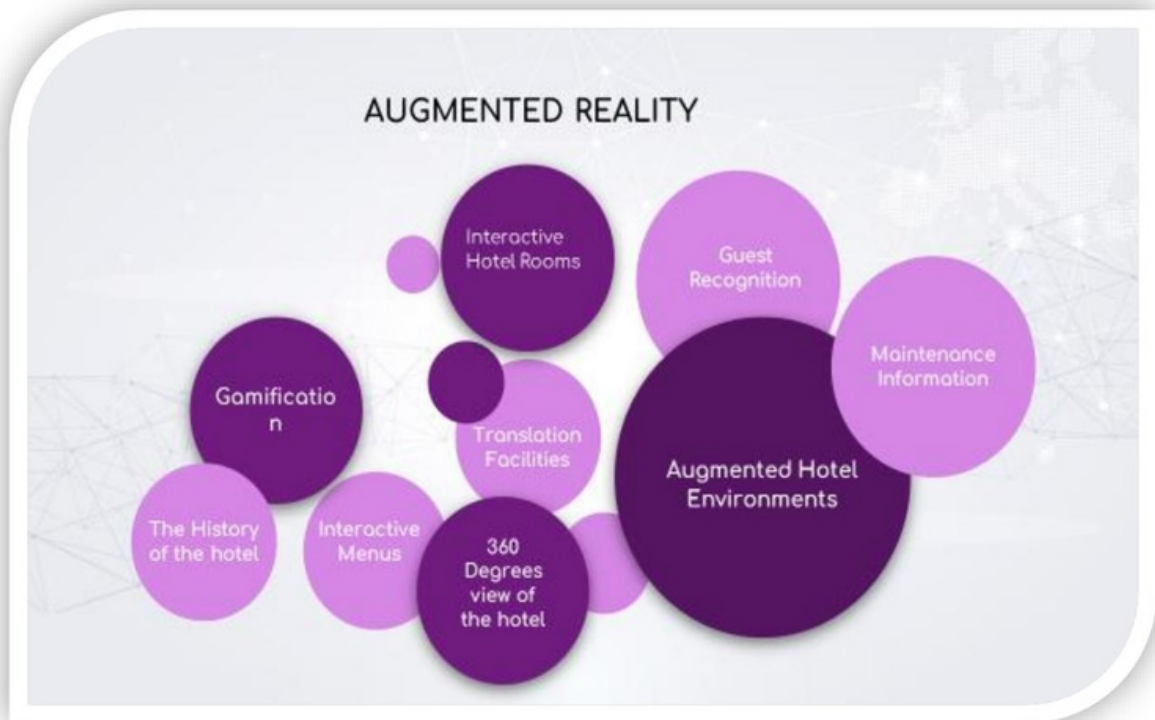 AUGMENTED REALITY
Interactive
Hotel Rooms
Guest
Recognition
Maintenance
Information
Gamificatio
n
Translation
Facilities
Augmented Hotel
Environments
The History
of the hotel
Interactive
Menus
360
Degrees
view of
the hotel